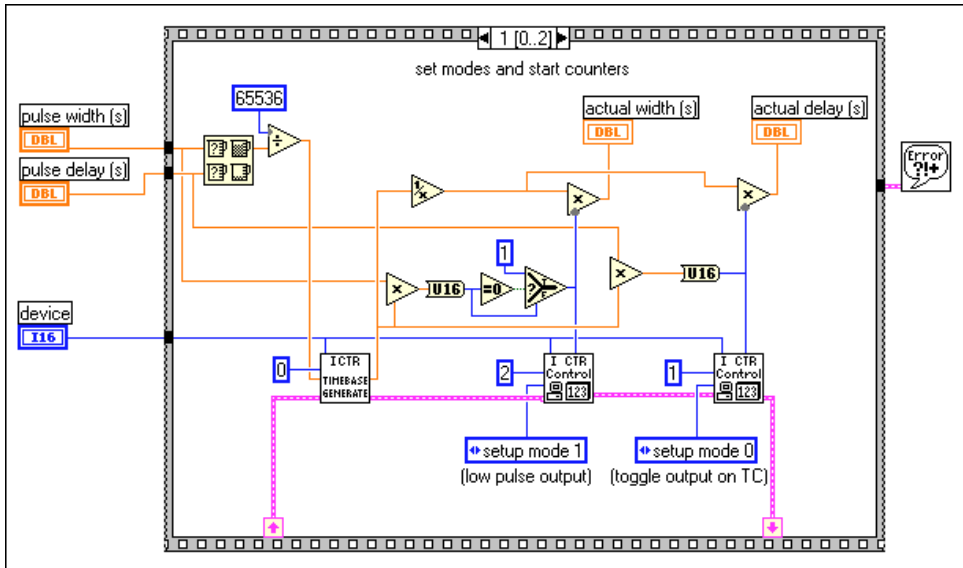 1 [0..2]
set modes and start counters
pulse width (s)
DBL
pulse delay (s)
DBL
65536
÷
actual width (s)
DBL
actual delay (s)
DBL
Error
?!+
1/x
x
x
1
x
U16
=0
?
T
F
x
U16
device
I16
0
I CTR
TIMEBASE
GENERATE
2
I CTR
Control
123
1
I CTR
Control
123
setup mode 1
(low pulse output)
setup mode 0
(toggle output on TC)